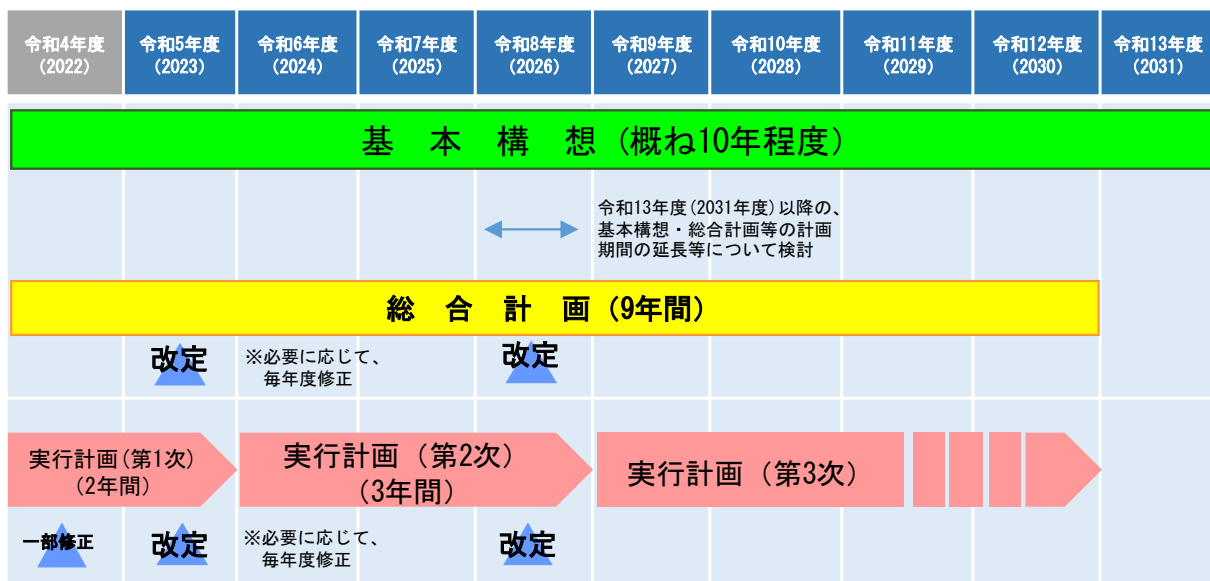 令和4年度
(2022)
令和5年度
(2023)
令和6年度
(2024)
令和7年度
(2025)
令和8年度
(2026)
令和9年度
(2027)
令和10年度
(2028)
令和11年度
(2029)
令和12年度
(2030)
令和13年度
(2031)
基 本 構 想 (概ね10年程度)
令和13年度(2031年度)以降の、
基本構想・総合計画等の計画
期間の延長等について検討
総 合 計 画 (9年間)
改定
※必要に応じて、
毎年度修正
改定
実行計画(第1次)
(2年間)
実行計画(第2次)
(3年間)
実行計画(第3次)
一部修正
改定
※必要に応じて、
毎年度修正
改定